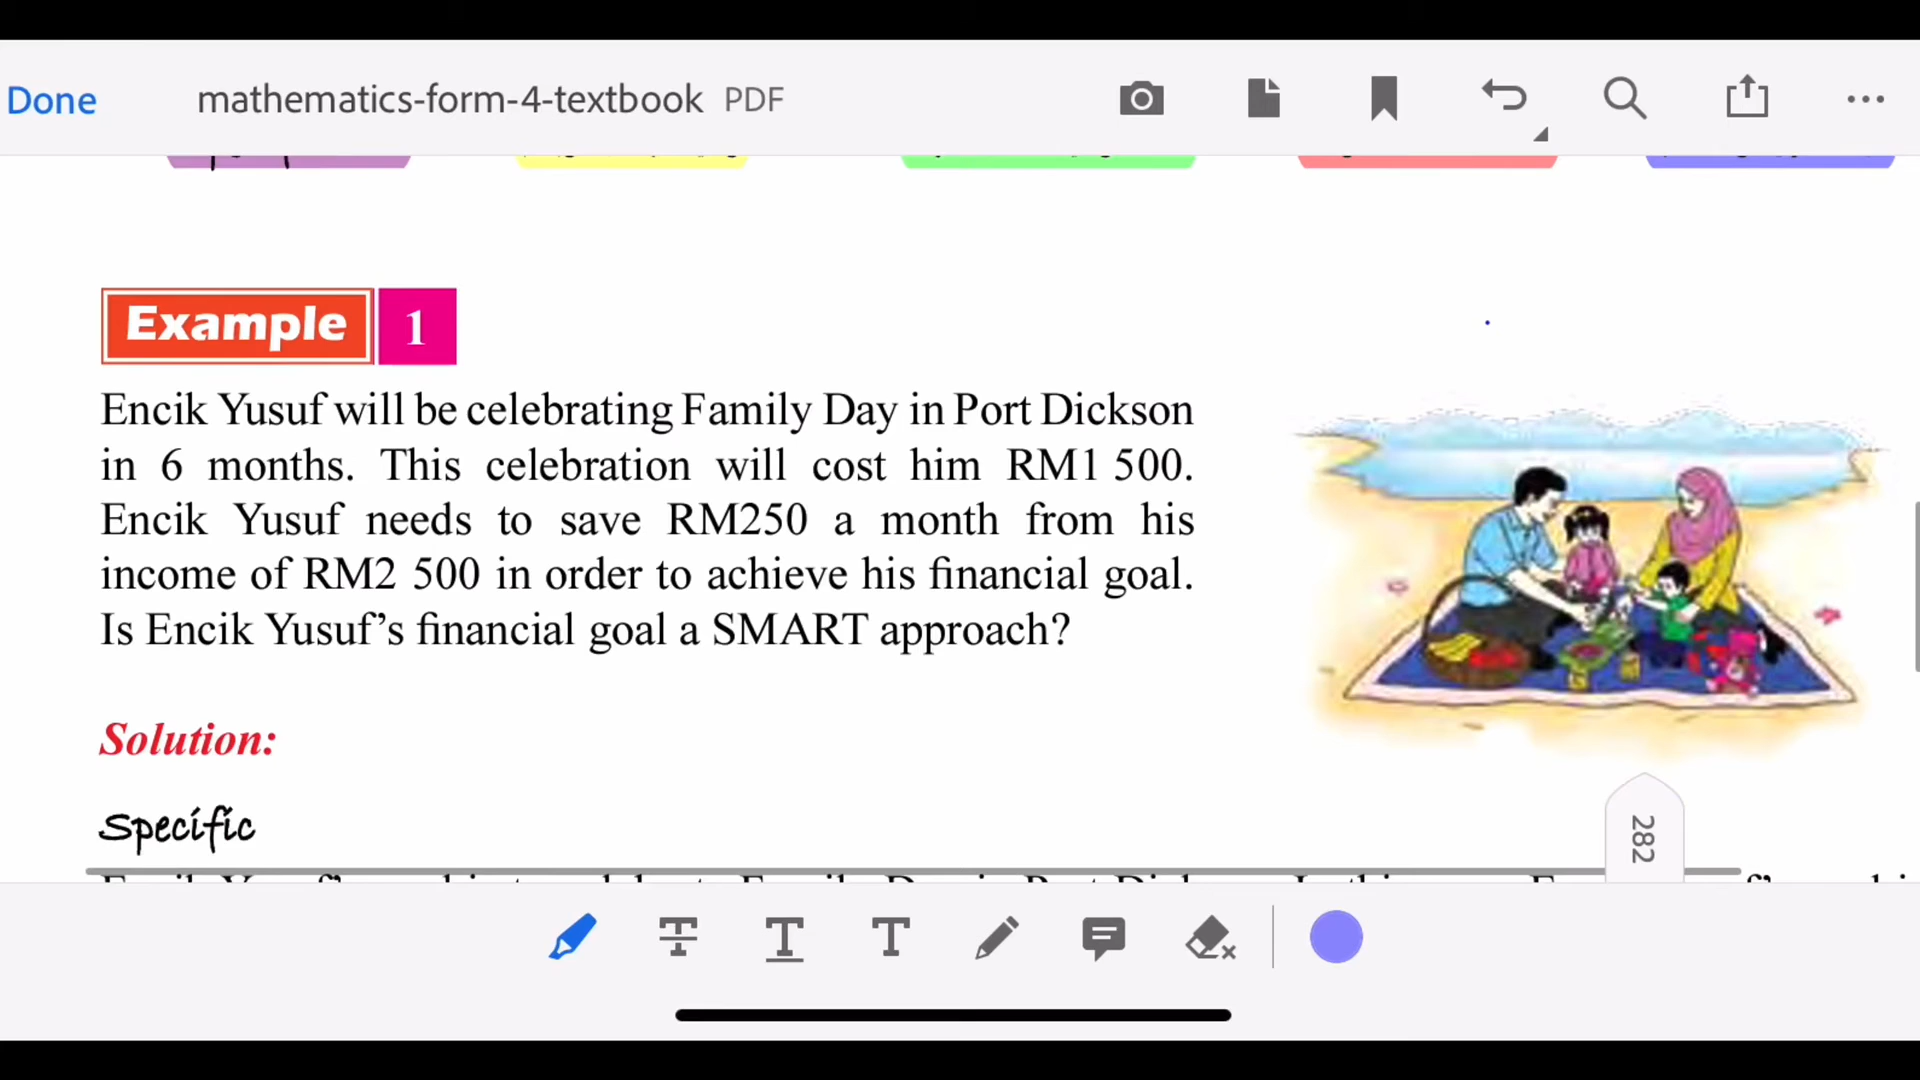 Done mathematics-form-4-textbook PDF
Example 1
Encik Yusuf will be celebrating Family Day in Port Dickson
in 6 months. This celebration will cost him RM1 500.
Encik Yusuf needs to save RM250 a month from his
income of RM2 500 in order to achieve his financial goal.
Is Encik Yusuf’s financial goal a SMART approach?
Solution:
Specific
282